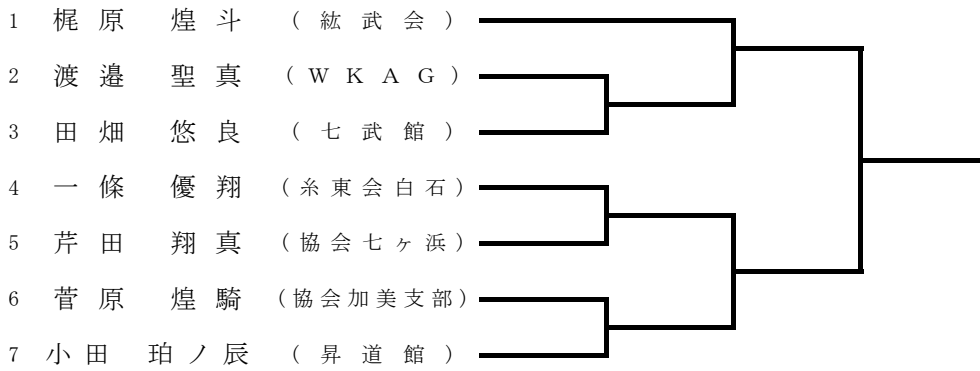 1 梶原 煌斗 (紘武会)
2 渡邉 聖真 (WKAG)
3 田畑 悠良 (七武館)
4 一條 優翔 (糸東会白石)
5 芹田 翔真 (協会七ヶ浜)
6 菅原 煌騎 (協会加美支部)
7 小田 珀ノ辰 (昇道館)